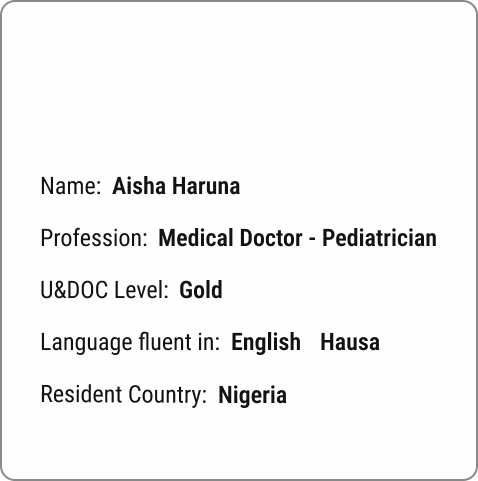 Name: Aisha Haruna
Profession: Medical Doctor - Pediatrician
U&DOC Level: Gold
Language fluent in: English Hausa
Resident Country: Nigeria